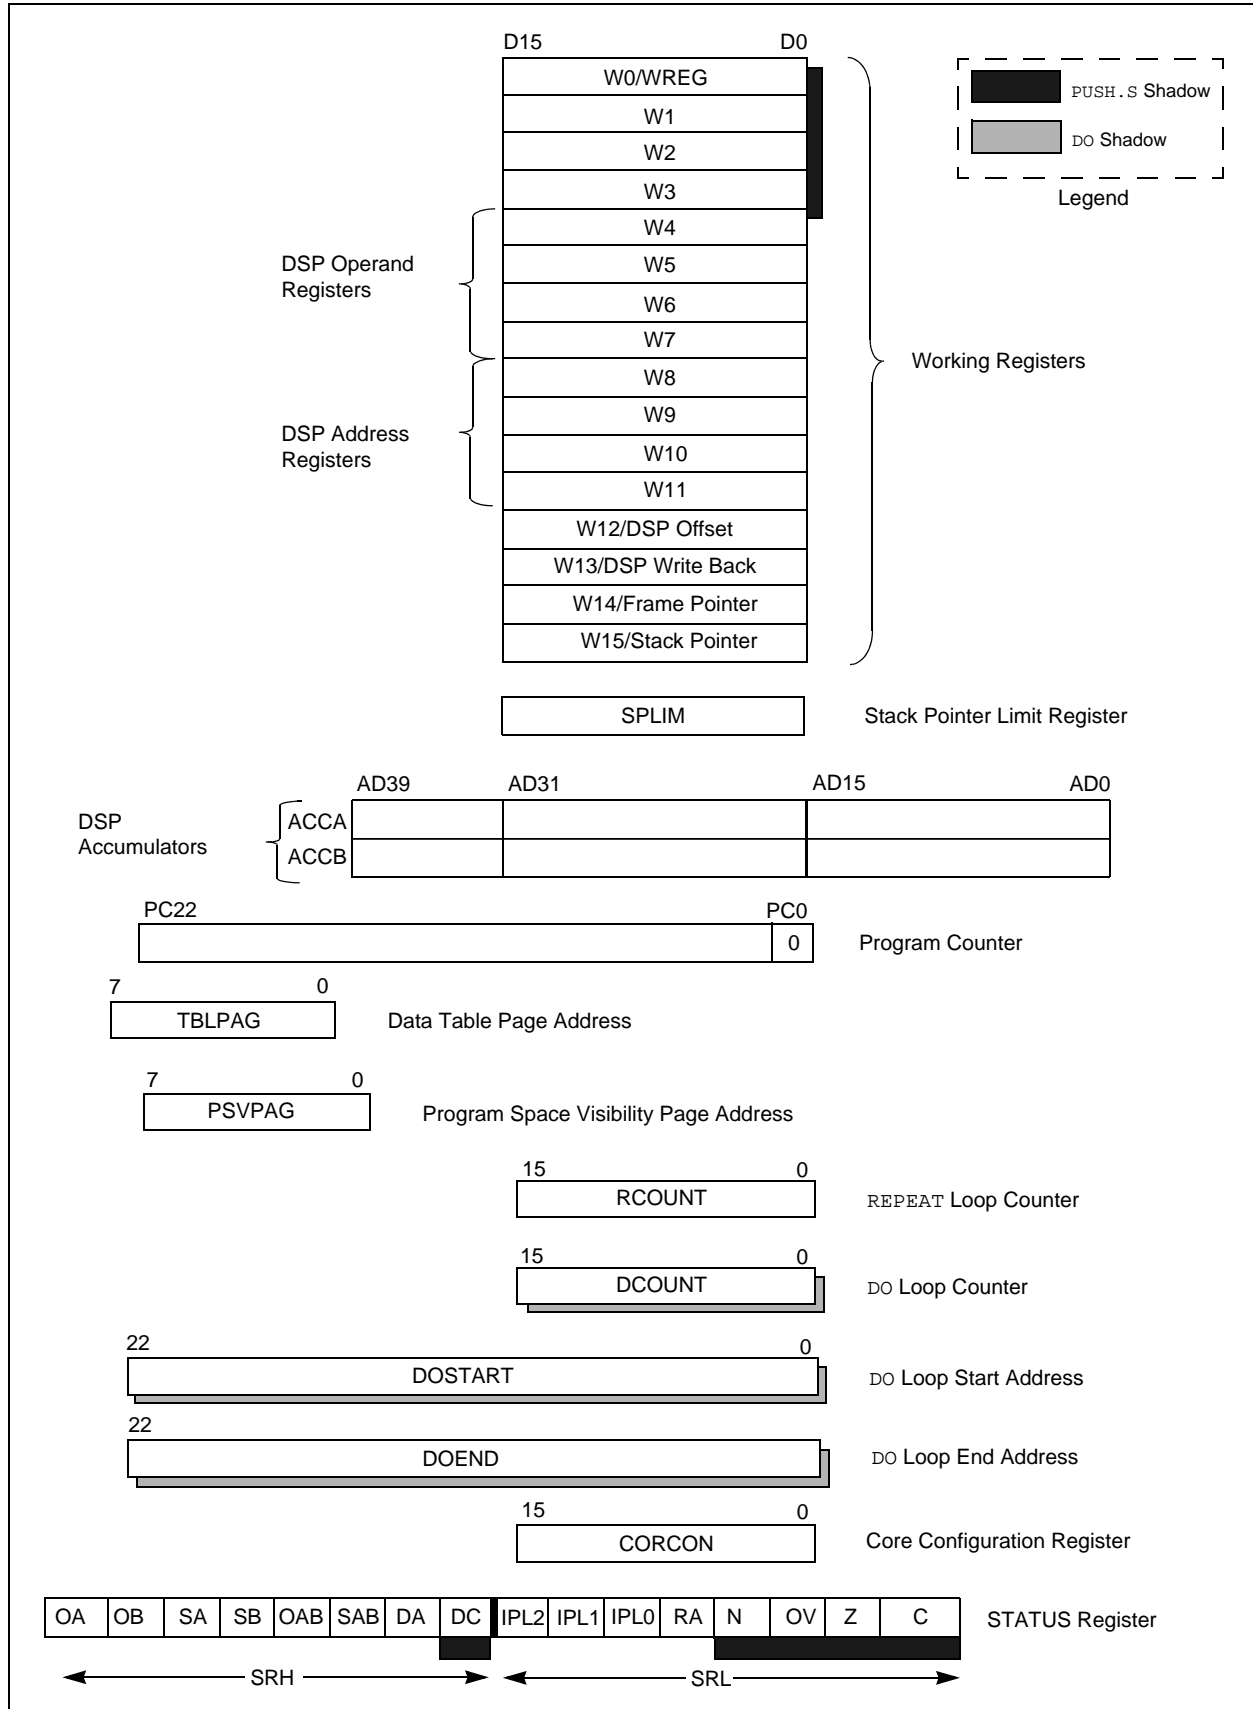 D15 D0
W0/WREG
W1
W2
W3
W4
W5
W6
W7
W8
W9
W10
W11
W12/DSP Offset
W13/DSP Write Back
W14/Frame Pointer
W15/Stack Pointer
PUSH.S Shadow
DO Shadow
Legend
DSP Operand
Registers
DSP Address
Registers
Working Registers
SPLIM Stack Pointer Limit Register
AD39 AD31 AD15 AD0
DSP
Accumulators
ACCA
ACCB
PC22 PC0
0 Program Counter
7 0
TBLPAG Data Table Page Address
7 0
PSVPAG Program Space Visibility Page Address
15 0
RCOUNT REPEAT Loop Counter
15 0
DCOUNT DO Loop Counter
22 0
DOSTART DO Loop Start Address
22
DOEND DO Loop End Address
15 0
CORCON Core Configuration Register
OA OB SA SB OAB SAB DA DC IPL2 IPL1 IPL0 RA N OV Z C STATUS Register
SRH SRL